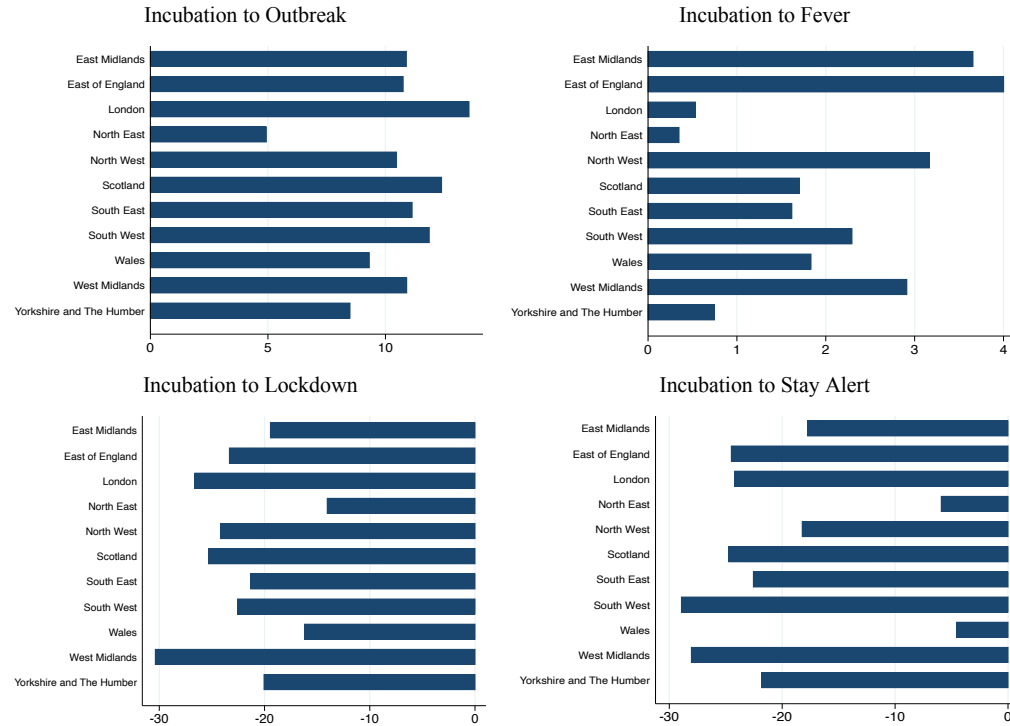 Incubation to Outbreak
East Midlands
East of England
London
North East
North West
Scotland
South East
South West
Wales
West Midlands
Yorkshire and The Humber
0 5 10
Incubation to Fever
East Midlands
East of England
London
North East
North West
Scotland
South East
South West
Wales
West Midlands
Yorkshire and The Humber
0 1 2 3 4
Incubation to Lockdown
East Midlands
East of England
London
North East
North West
Scotland
South East
South West
Wales
West Midlands
Yorkshire and The Humber
-30 -20 -10 0
Incubation to Stay Alert
East Midlands
East of England
London
North East
North West
Scotland
South East
South West
Wales
West Midlands
Yorkshire and The Humber
-30 -20 -10 0